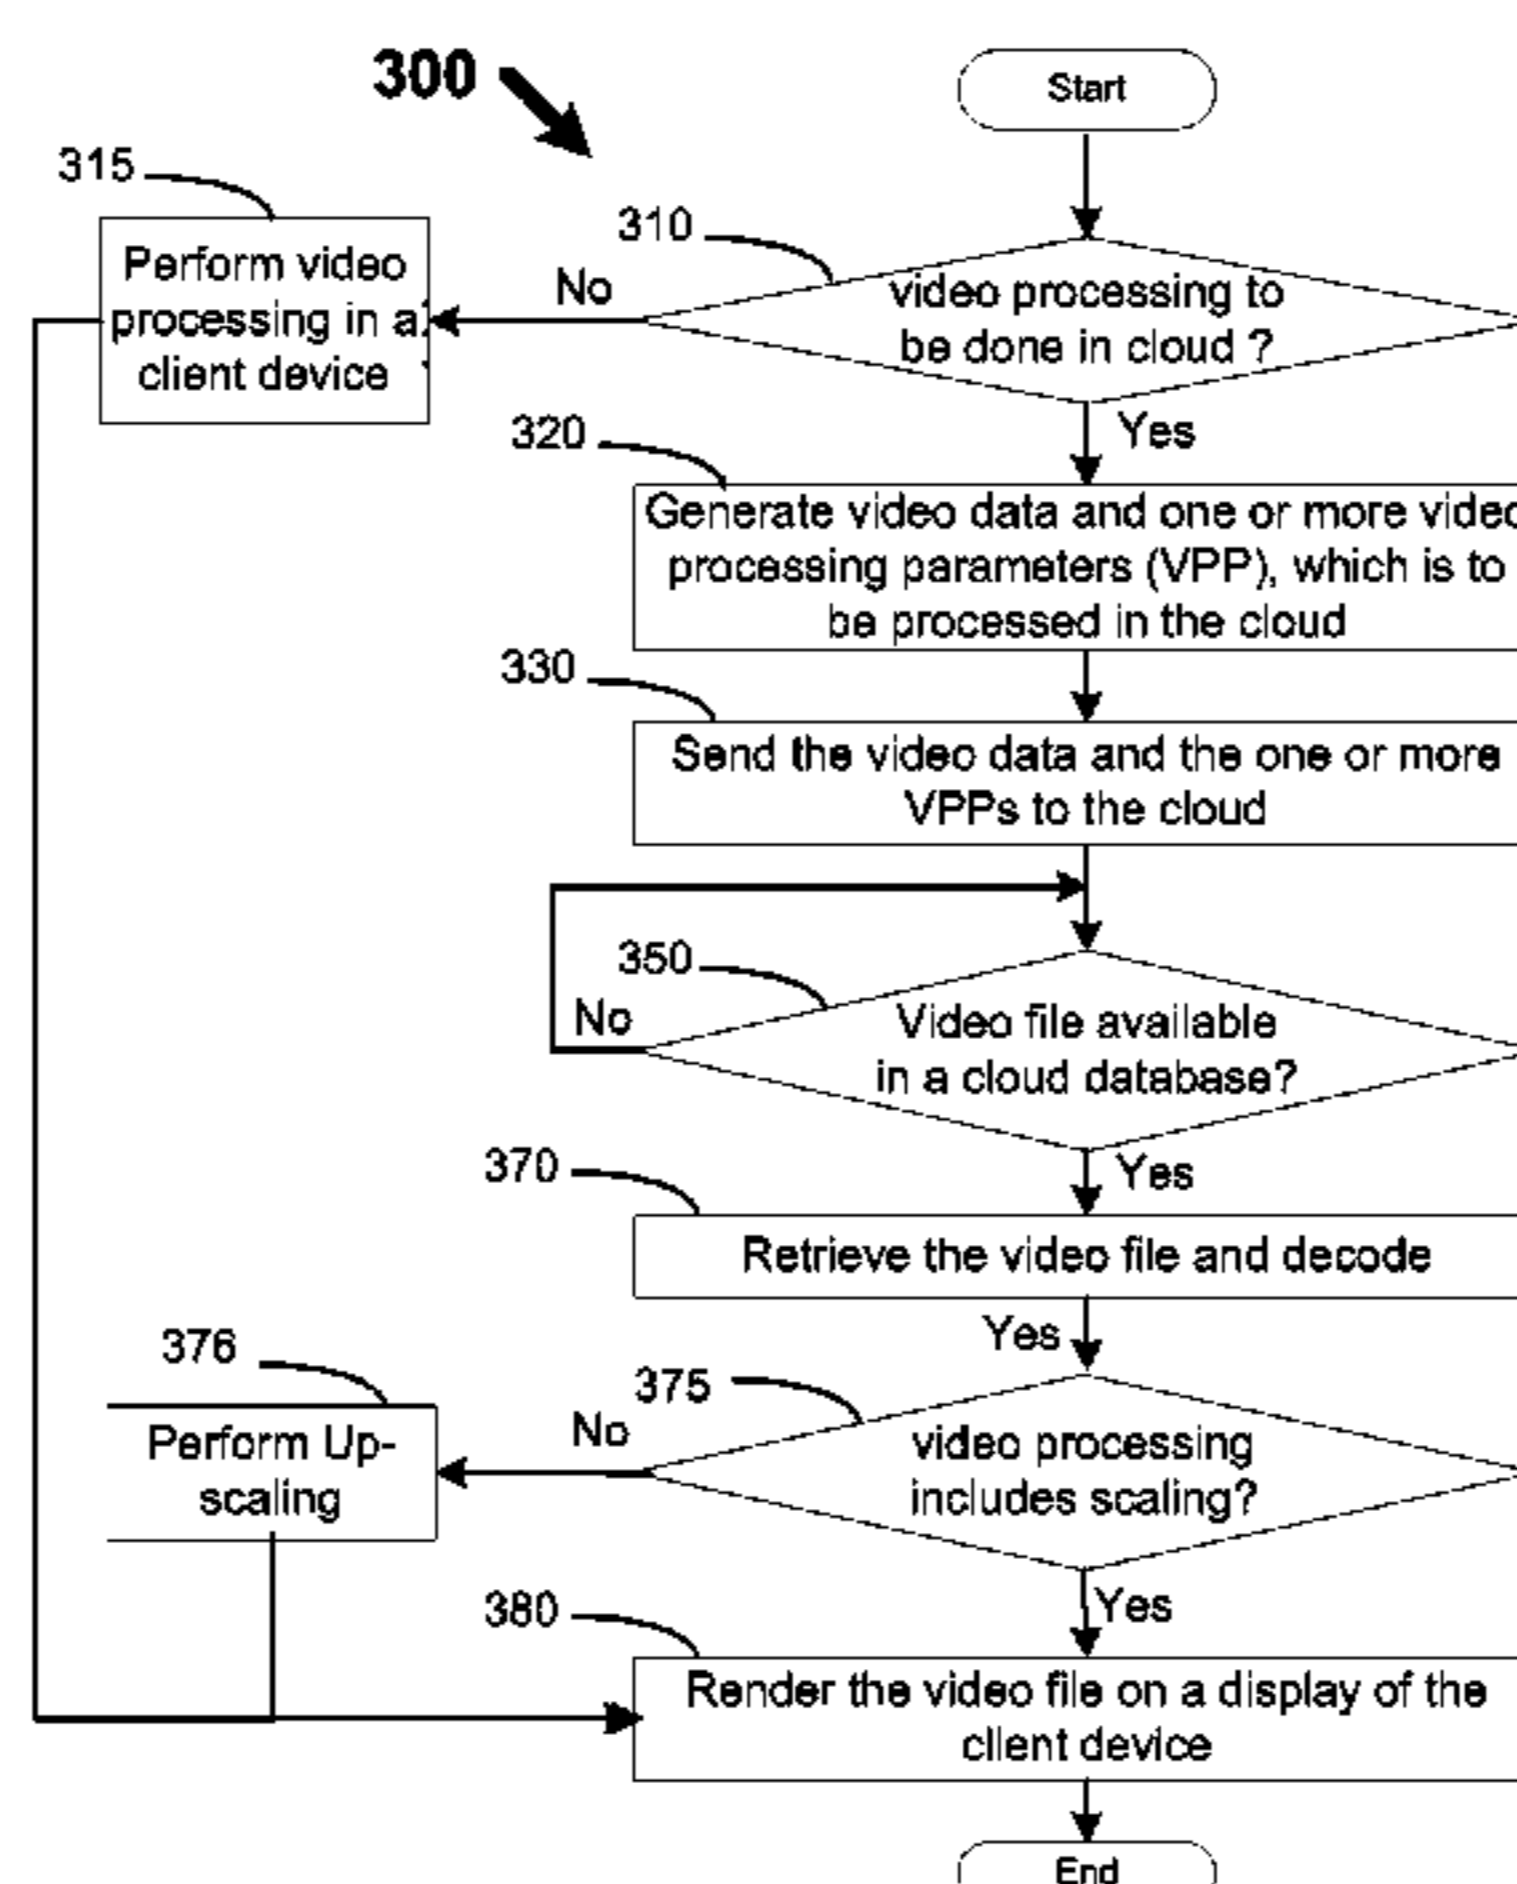 300
Start
315
310
Perform video
processing in a
client device
No
video processing to
be done in cloud ?
Yes
320
Generate video data and one or more video
processing parameters (VPP), which is to
be processed in the cloud
330
Send the video data and the one or more
VPPs to the cloud
350
No
Video file available
in a cloud database?
Yes
370
Retrieve the video file and decode
Yes
376
375
Perform Up-
scaling
No
video processing
includes scaling?
Yes
380
Render the video file on a display of the
client device
End